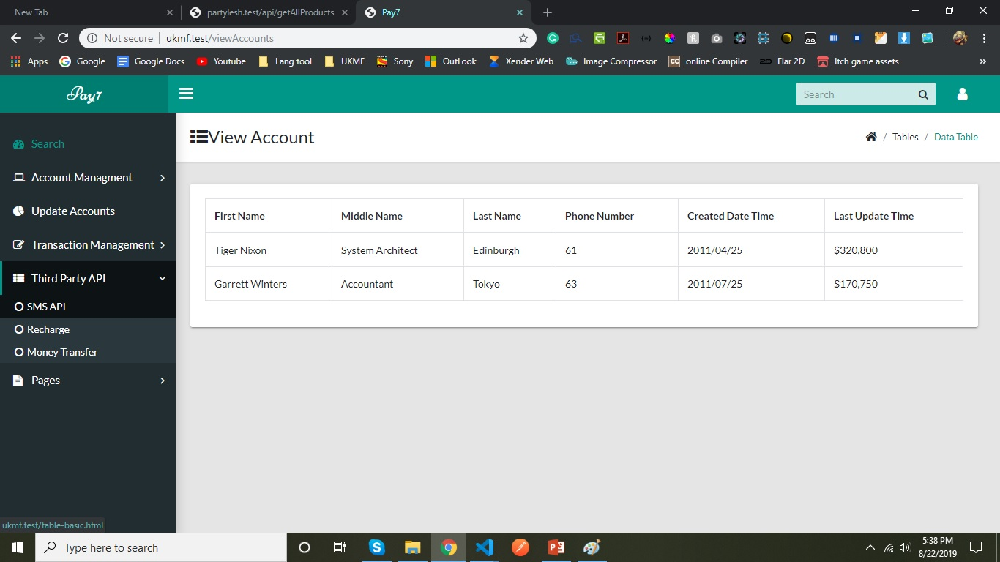 New Tab
partylesh.test/api/getAllProducts
Pay7
Not secure
ukmf.test/viewAccounts
Apps
Google
Google Docs
Youtube
Lang tool
UKMF
Sony
OutLook
Xender Web
Image Compressor
CC
online Compiler
2D
Flar 2D
Itch game assets
»
Pay7
Search
Search
Account Managment
Update Accounts
Transaction Management
Third Party API
SMS API
Recharge
Money Transfer
Pages
View Account
/ Tables / Data Table
First Name Middle Name Last Name Phone Number Created Date Time Last Update Time
Tiger Nixon System Architect Edinburgh 61 2011/04/25 $320,800
Garrett Winters Accountant Tokyo 63 2011/07/25 $170,750
ukmf.test/table-basic.html
Type here to search
5:38 PM
8/22/2019